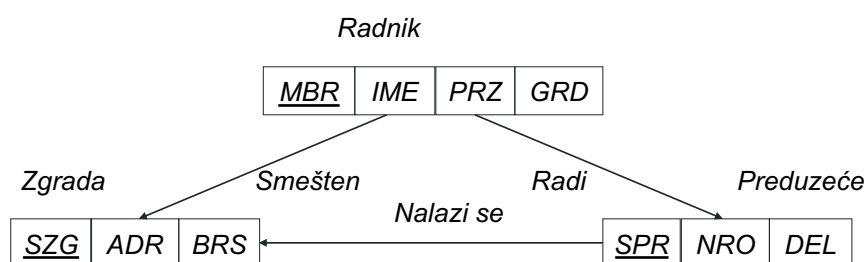 Radnik
MBR IME PRZ GRD
Zgrada Smešten Radi Preduzeće
Nalazi se
SZG ADR BRS SPR NRO DEL